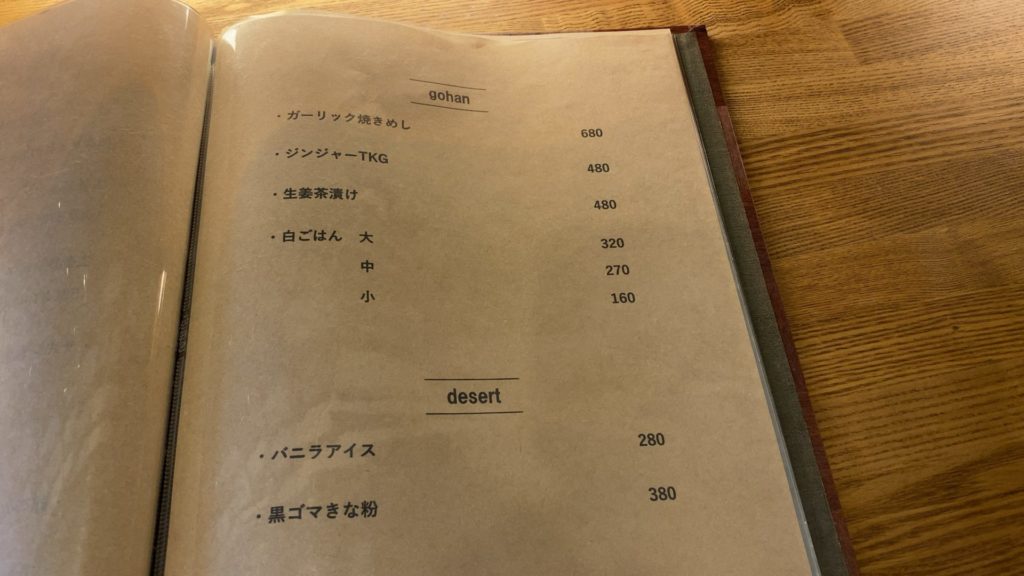 gohan
・ガーリック焼きめし 680
・ジンジャーTKG 480
・生姜茶漬け 480
・白ごはん 大 320
中 270
小 160
desert
・バニラアイス 280
・黒ゴマきな粉 380